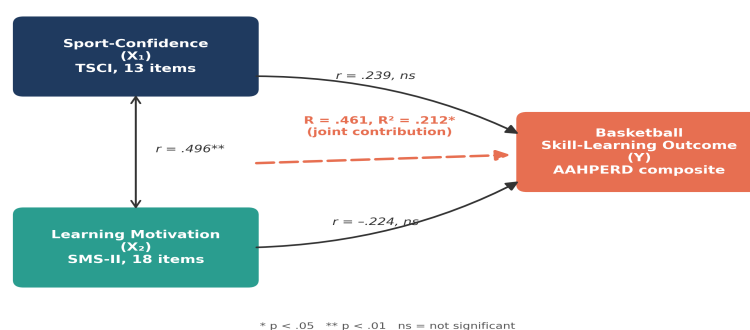 Sport-Confidence
(X₁)
TSCI, 13 items
r = .239, ns
R = .461, R² = .212*
(joint contribution)
Basketball
Skill-Learning Outcome
(Y)
AAHPERD composite
r = .496**
Learning Motivation
(X₂)
SMS-II, 18 items
r = –.224, ns
* p < .05   ** p < .01   ns = not significant